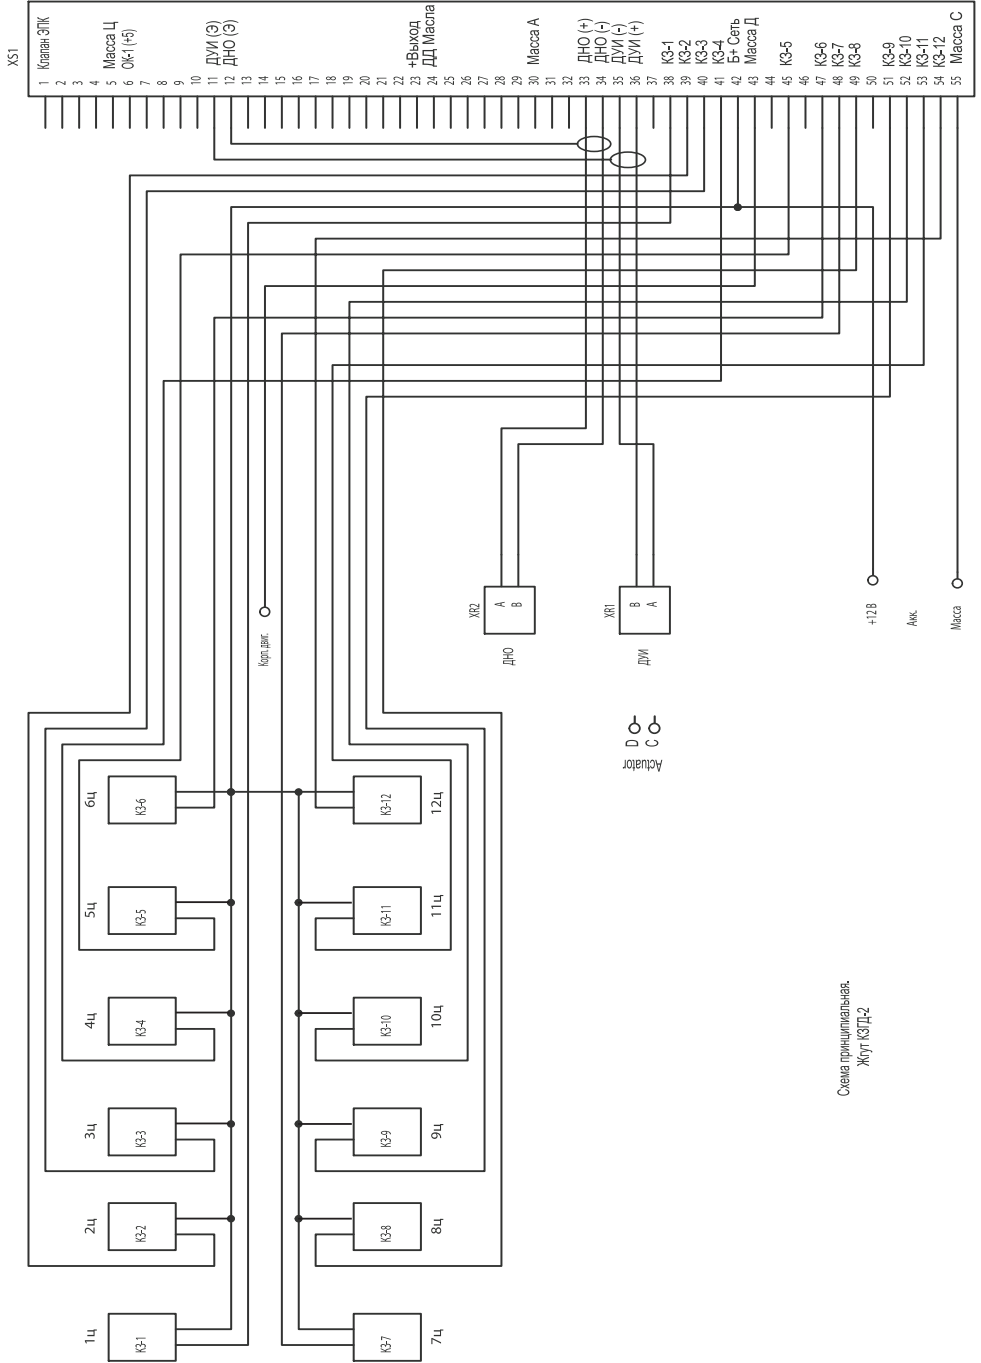 XS1
1 Клапан ЭПК
2
3
4
5 Масса Ц
6 ОК-1 (+5)
7
8
9
10
11 ДУИ (Э)
12 ДНО (Э)
13
14
15
16
17
18
19
20
21
22
23 +Выход
24 ДД Масла
25
26
27
28
29
30 Масса А
31
32
33 ДНО (+)
34 ДНО (-)
35 ДУИ (-)
36 ДУИ (+)
37
38 КЗ-1
39 КЗ-2
40 КЗ-3
41 КЗ-4
42 Б+ Сеть
43 Масса Д
44
45 КЗ-5
46
47 КЗ-6
48 КЗ-7
49 КЗ-8
50
51 КЗ-9
52 КЗ-10
53 КЗ-11
54 КЗ-12
55 Масса С
Корп.двиг.
XR2
A
B
ДНО
XR1
B
A
ДУИ
D
C
Actuator
+12 В
Акк.
Масса
6ц
КЗ-6
КЗ-12
12ц
5ц
КЗ-5
КЗ-11
11ц
4ц
КЗ-4
КЗ-10
10ц
3ц
КЗ-3
КЗ-9
9ц
2ц
КЗ-2
КЗ-8
8ц
1ц
КЗ-1
КЗ-7
7ц
Схема принципиальная.
Жгут КЗГД-2